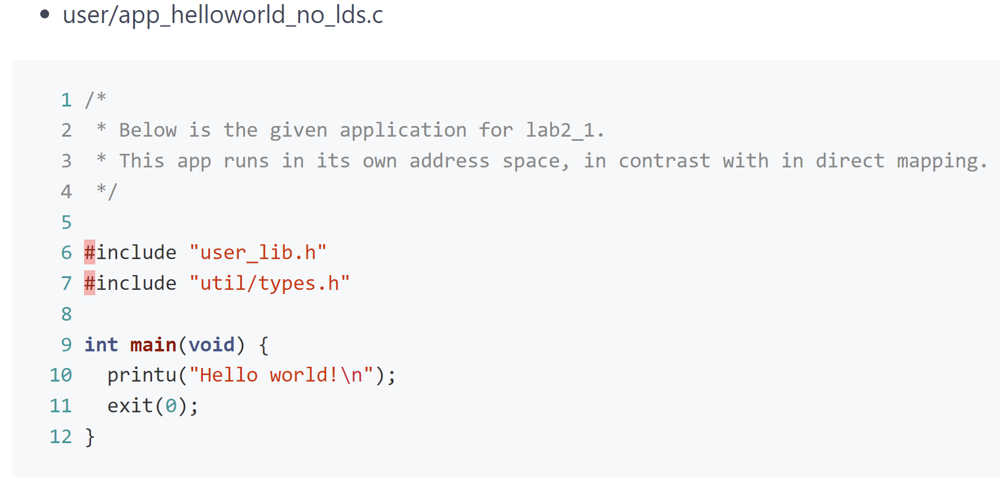 • user/app_helloworld_no_lds.c
1 /*
2  * Below is the given application for lab2_1.
3  * This app runs in its own address space, in contrast with in direct mapping.
4  */
5
6 #include "user_lib.h"
7 #include "util/types.h"
8
9 int main(void) {
10   printu("Hello world!\n");
11   exit(0);
12 }